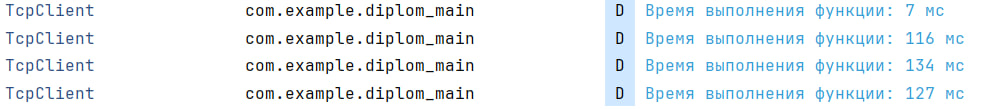 TcpClient com.example.diplom_main D Время выполнения функции: 7 мс
TcpClient com.example.diplom_main D Время выполнения функции: 116 мс
TcpClient com.example.diplom_main D Время выполнения функции: 134 мс
TcpClient com.example.diplom_main D Время выполнения функции: 127 мс